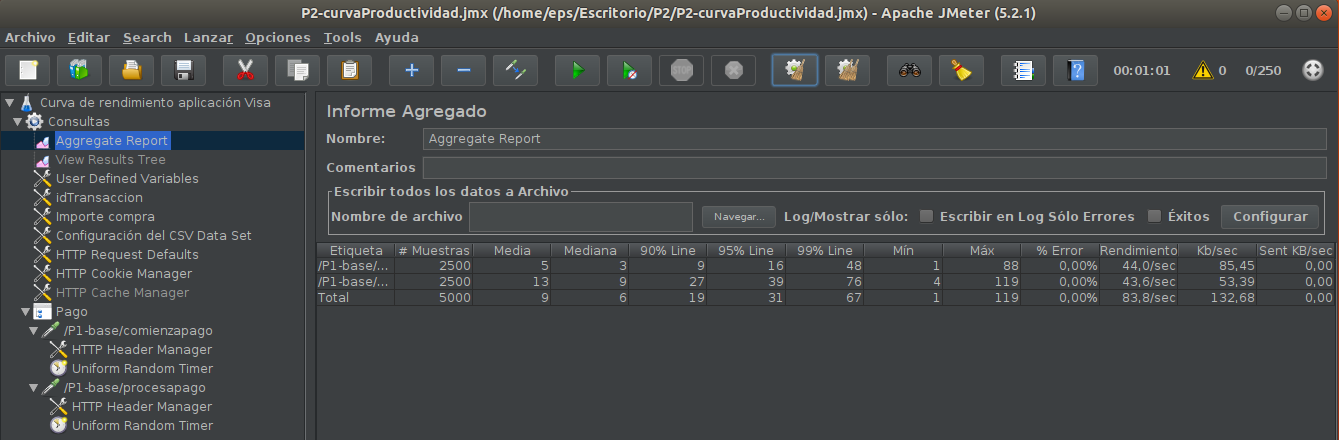 P2-curvaProductividad.jmx (/home/eps/Escritorio/P2/P2-curvaProductividad.jmx) - Apache JMeter (5.2.1)
Archivo Editar Search Lanzar Opciones Tools Ayuda
STOP 00:01:01 0 0/250
Curva de rendimiento aplicación Visa
Consultas
Aggregate Report
View Results Tree
User Defined Variables
idTransaccion
Importe compra
Configuración del CSV Data Set
HTTP Request Defaults
HTTP Cookie Manager
HTTP Cache Manager
Pago
/P1-base/comienzapago
HTTP Header Manager
Uniform Random Timer
/P1-base/procesapago
HTTP Header Manager
Uniform Random Timer
Informe Agregado
Nombre: Aggregate Report
Comentarios
Escribir todos los datos a Archivo
Nombre de archivo Navegar... Log/Mostrar sólo: Escribir en Log Sólo Errores Éxitos Configurar
Etiqueta # Muestras Media Mediana 90% Line 95% Line 99% Line Mín Máx % Error Rendimiento Kb/sec Sent KB/sec
/P1-base/... 2500 5 3 9 16 48 1 88 0,00% 44,0/sec 85,45 0,00
/P1-base/... 2500 13 9 27 39 76 4 119 0,00% 43,6/sec 53,39 0,00
Total 5000 9 6 19 31 67 1 119 0,00% 83,8/sec 132,68 0,00